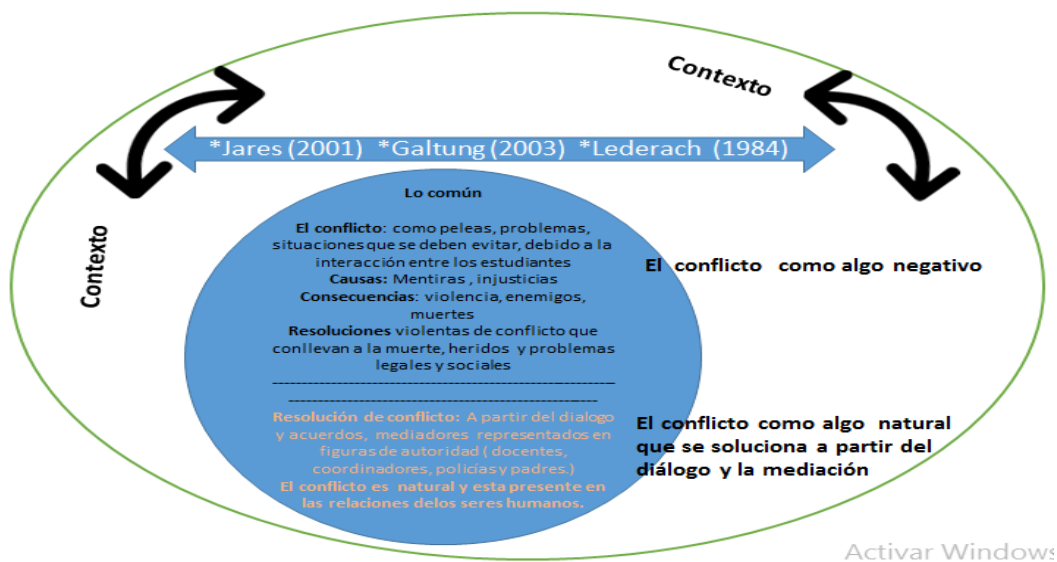 Contexto
*Jares (2001)  *Galtung (2003)  *Lederach (1984)
Contexto
Lo común
El conflicto: como peleas, problemas,
situaciones que se deben evitar, debido a la
interacción entre los estudiantes
Causas: Mentiras , injusticias
Consecuencias: violencia, enemigos,
muertes
Resoluciones violentas de conflicto que
conllevan a la muerte, heridos y problemas
legales y sociales
--------------------------------------------------------------
--------------------------------------------------------
Resolución de conflicto: A partir del dialogo
y acuerdos, mediadores representados en
figuras de autoridad ( docentes,
coordinadores, policías y padres.)
El conflicto es natural y esta presente en
las relaciones delos seres humanos.
El conflicto como algo negativo
El conflicto como algo natural
que se soluciona a partir del
diálogo y la mediación
Activar Windows